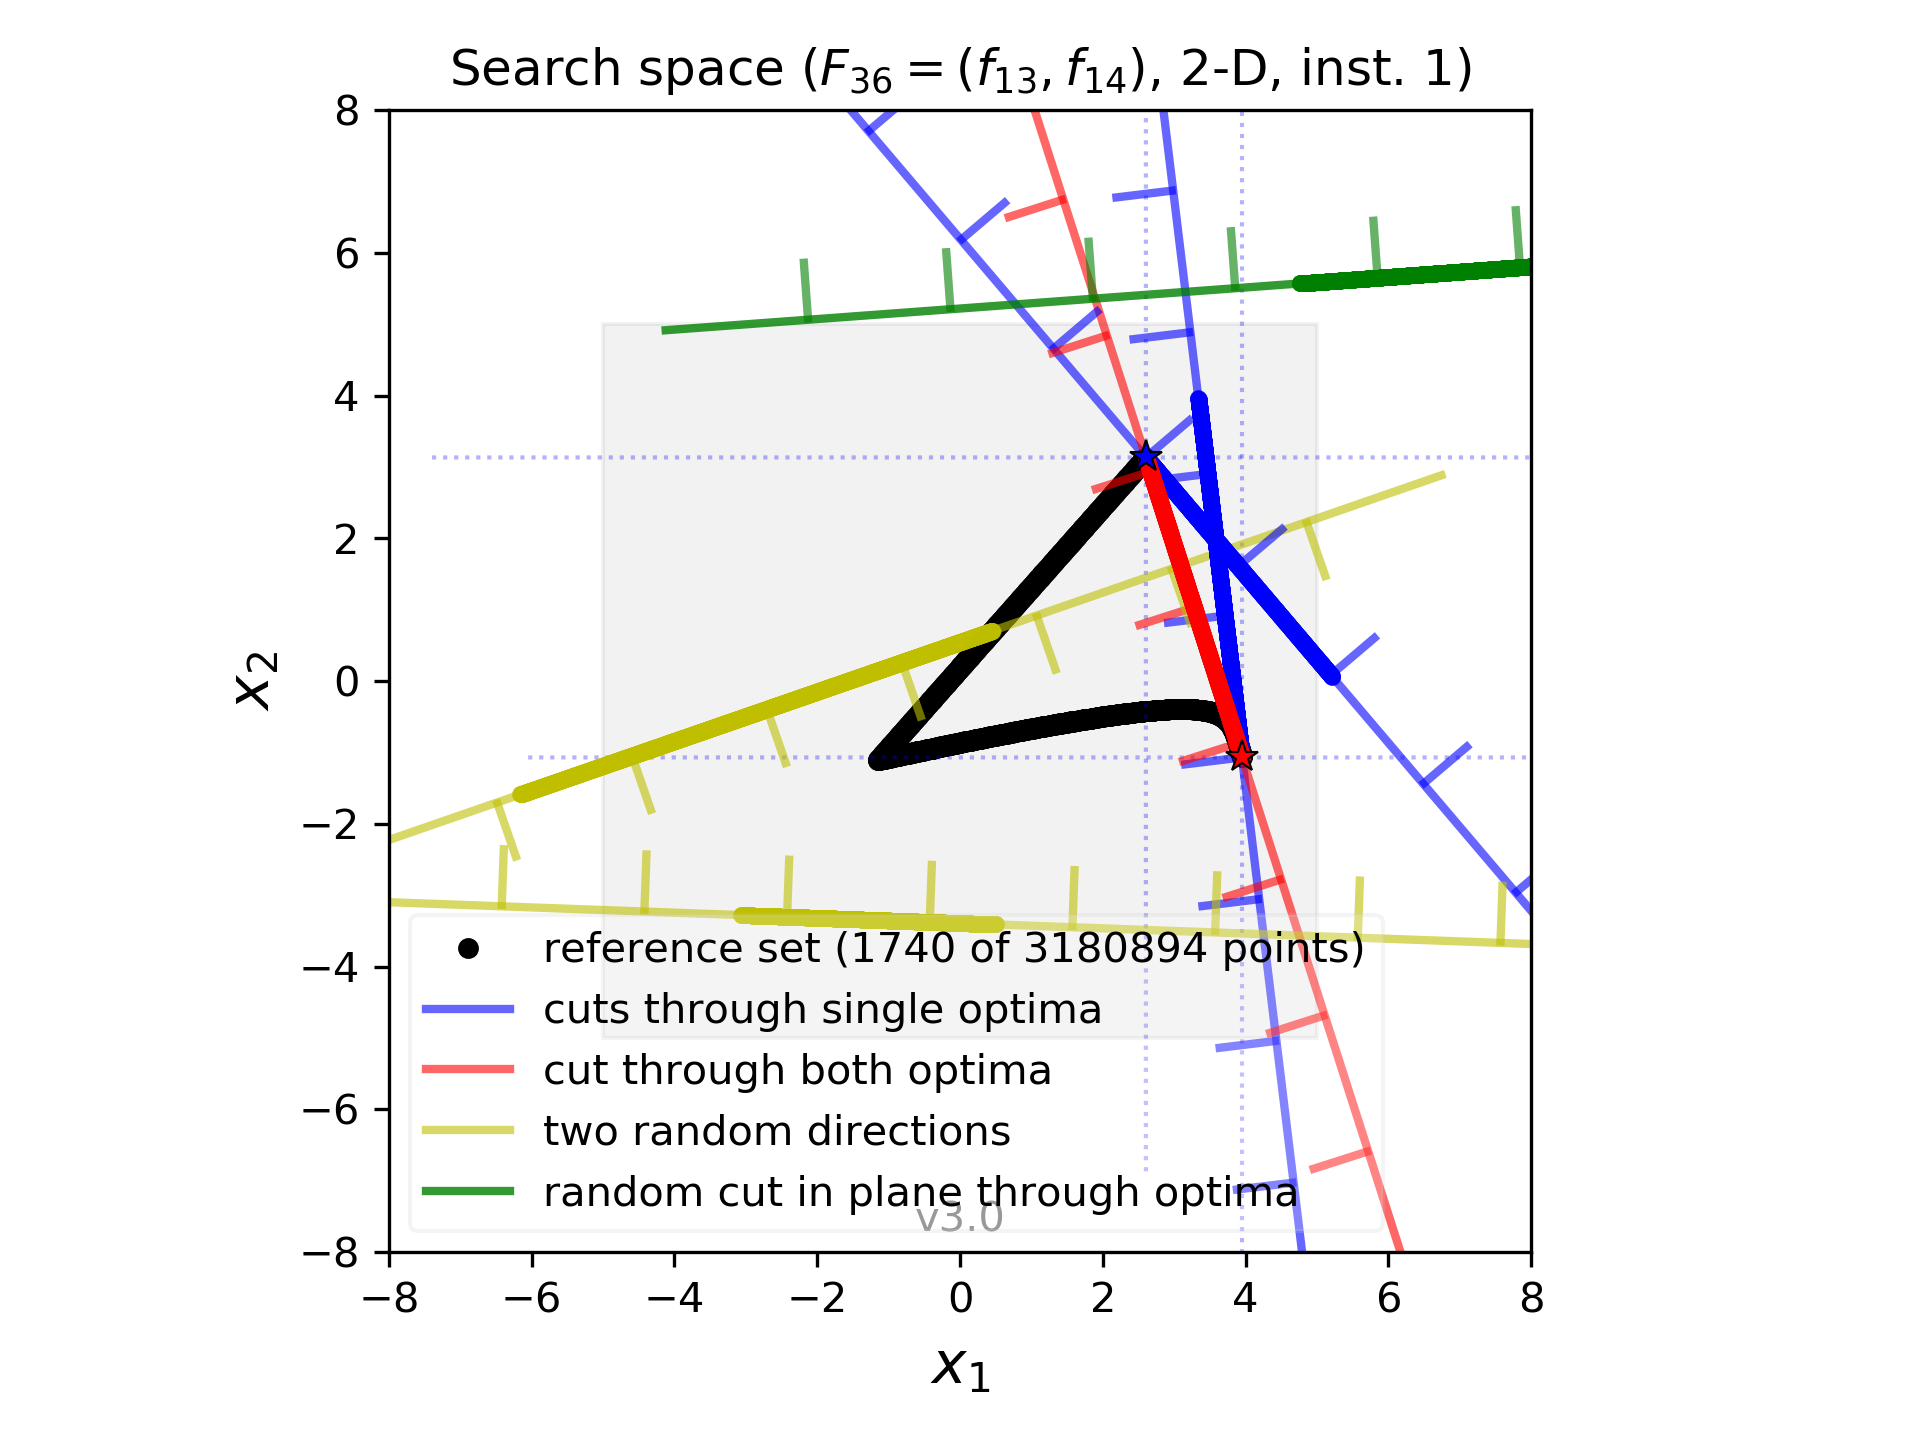 Search space (F36 = (f13, f14), 2-D, inst. 1)
8
6
4
2
0
−2
−4
−6
−8
x2
reference set (1740 of 3180894 points)
cuts through single optima
cut through both optima
two random directions
random cut in plane through optima
v3.0
−8 −6 −4 −2 0 2 4 6 8
x1